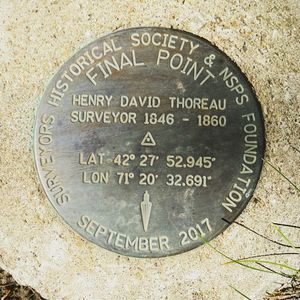 SURVEYORS HISTORICAL SOCIETY & NSPS FOUNDATION
FINAL POINT
HENRY DAVID THOREAU
SURVEYOR 1846 - 1860
LAT 42° 27' 52.945"
LON 71° 20' 32.691"
SEPTEMBER 2017